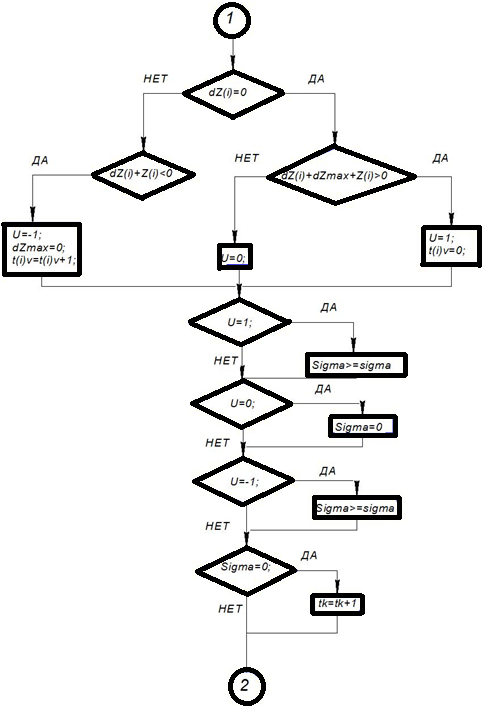 1
НЕТ
ДА
dZ(i)=0
ДА
НЕТ
ДА
dZ(i)+Z(i)<0
dZ(i)+dZmax+Z(i)>0
U=-1;
dZmax=0;
t(i)v=t(i)v+1;
U=0;
U=1;
t(i)v=0;
ДА
U=1;
НЕТ
Sigma>=sigma
ДА
U=0;
Sigma=0
НЕТ
ДА
U=-1;
Sigma>=sigma
НЕТ
ДА
Sigma=0;
НЕТ
tk=tk+1
2